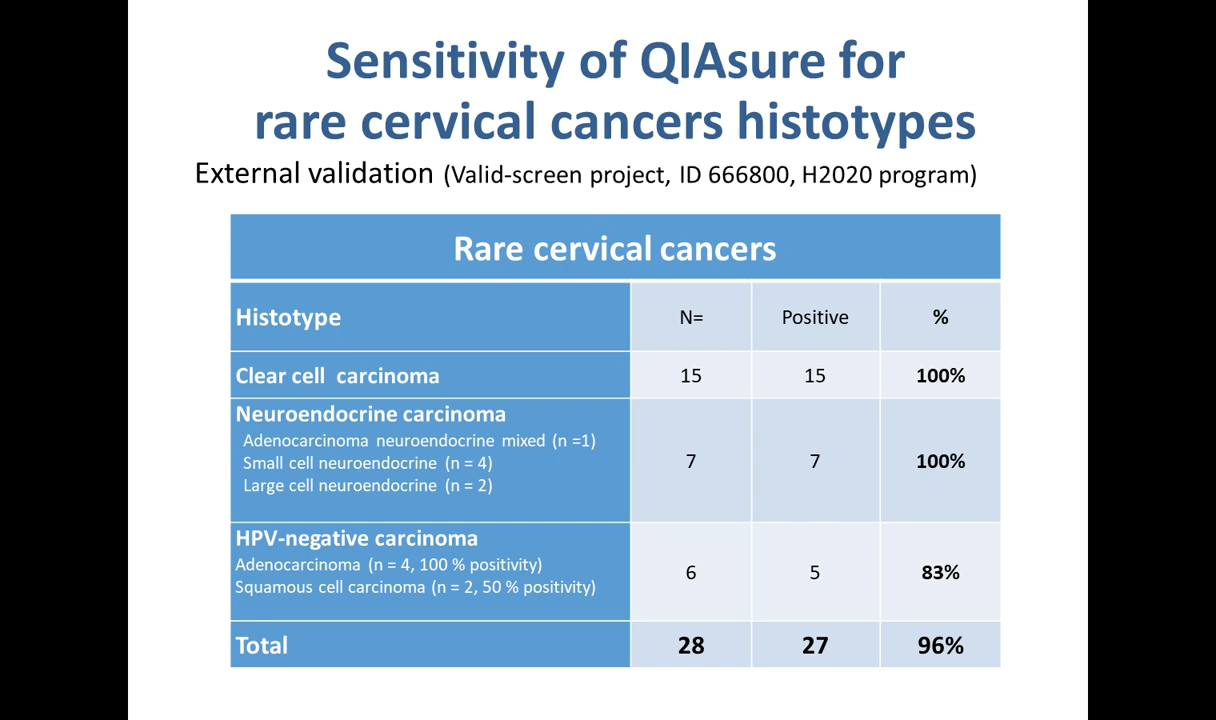 Sensitivity of QIAsure for
rare cervical cancers histotypes
External validation (Valid-screen project, ID 666800, H2020 program)
Rare cervical cancers
Histotype N= Positive %
Clear cell carcinoma 15 15 100%
Neuroendocrine carcinoma
Adenocarcinoma neuroendocrine mixed (n =1)
Small cell neuroendocrine (n = 4)
Large cell neuroendocrine (n = 2)
7 7 100%
HPV-negative carcinoma
Adenocarcinoma (n = 4, 100 % positivity)
Squamous cell carcinoma (n = 2, 50 % positivity)
6 5 83%
Total 28 27 96%